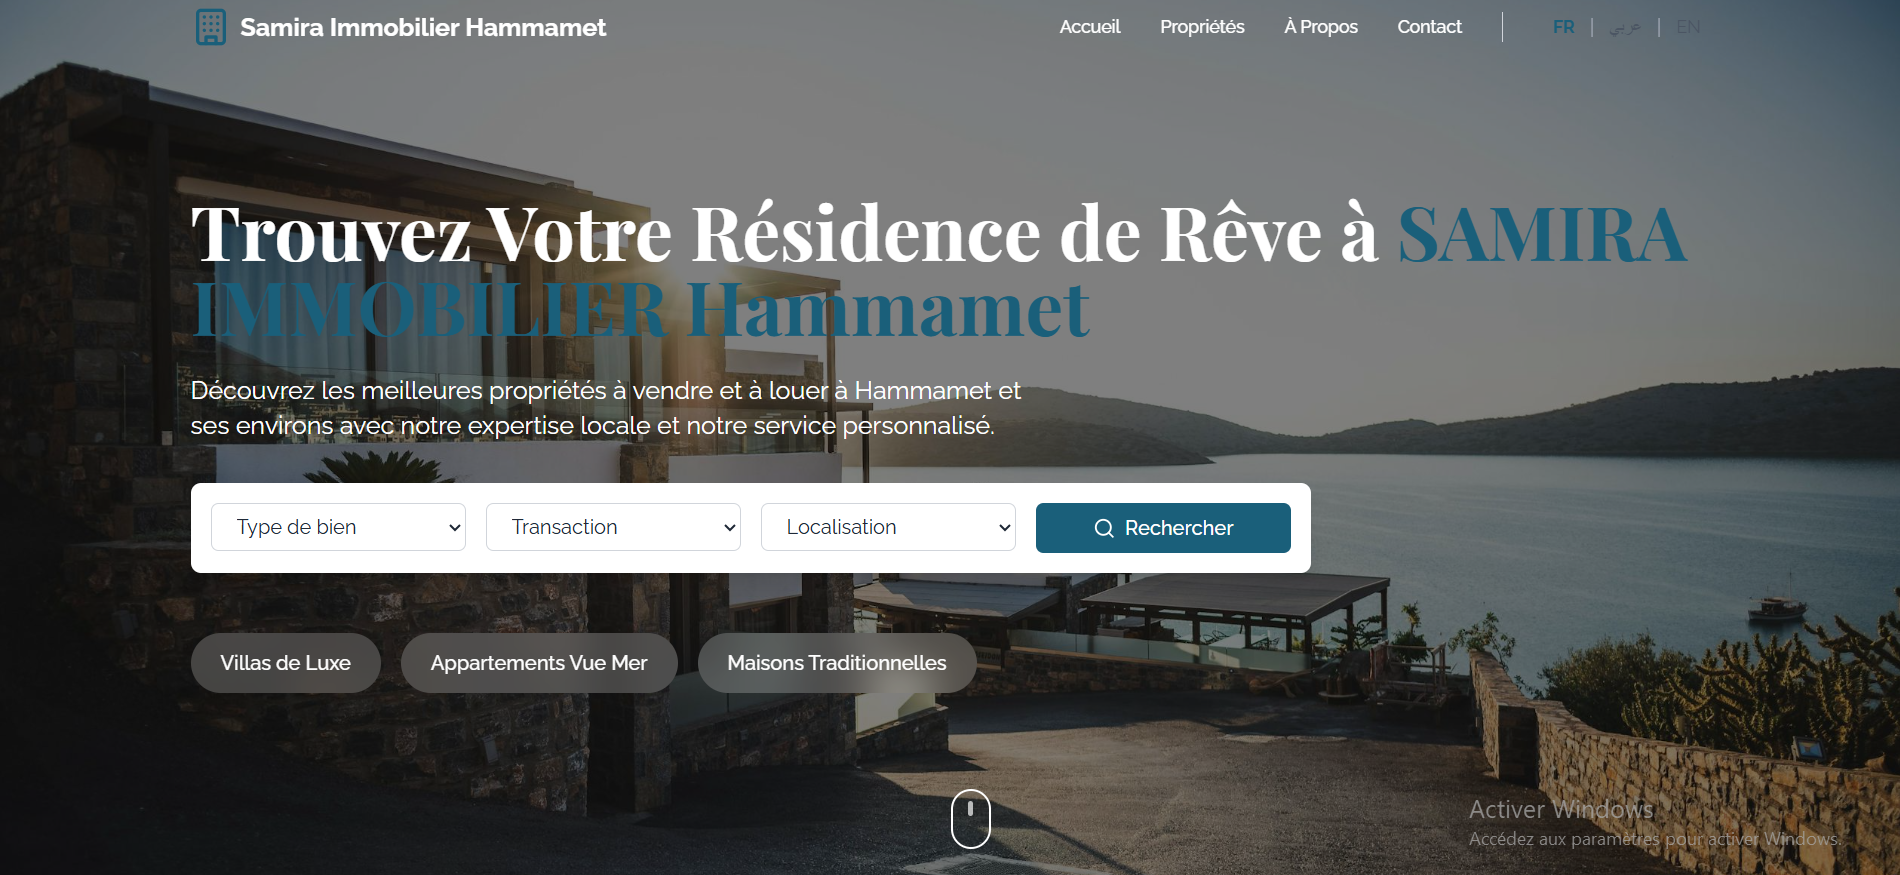 Samira Immobilier Hammamet
Accueil Propriétés À Propos Contact FR | عربي | EN
Trouvez Votre Résidence de Rêve à SAMIRA
IMMOBILIER Hammamet
Découvrez les meilleures propriétés à vendre et à louer à Hammamet et
ses environs avec notre expertise locale et notre service personnalisé.
Type de bien Transaction Localisation Rechercher
Villas de Luxe Appartements Vue Mer Maisons Traditionnelles
Activer Windows
Accédez aux paramètres pour activer Windows.